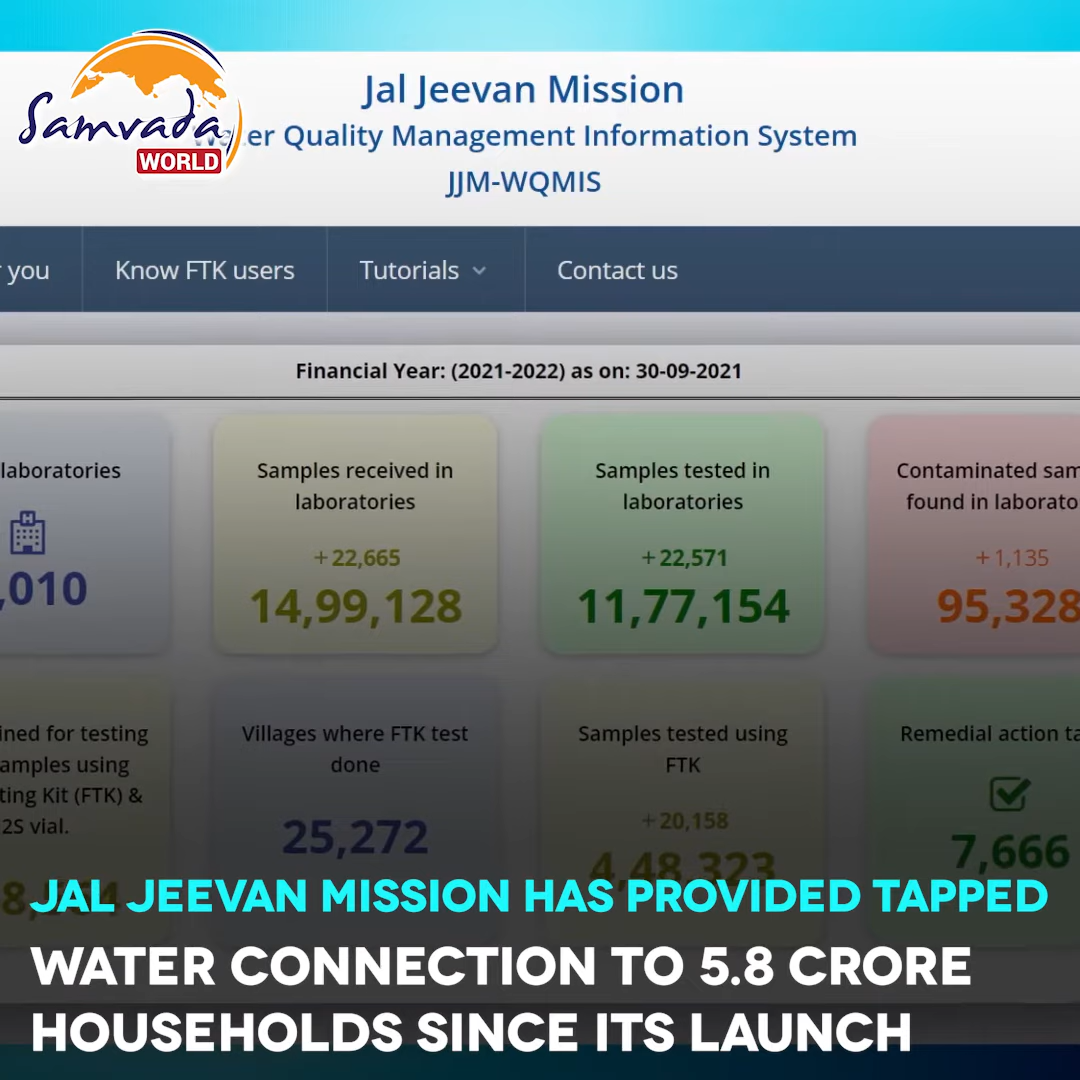 Samvada
WORLD
Jal Jeevan Mission
Quality Management Information System
JJM-WQMIS
you
Know FTK users
Tutorials
Contact us
Financial Year: (2021-2022) as on: 30-09-2021
laboratories
,010
Samples received in
laboratories
+22,665
14,99,128
Samples tested in
laboratories
+22,571
11,77,154
Contaminated sam
found in laborato
+1,135
95,328
ined for testing
amples using
ting Kit (FTK) &
2S vial.
Villages where FTK test
done
25,272
Samples tested using
FTK
+20,158
4,48,323
Remedial action ta
7,666
JAL JEEVAN MISSION HAS PROVIDED TAPPED
WATER CONNECTION TO 5.8 CRORE
HOUSEHOLDS SINCE ITS LAUNCH